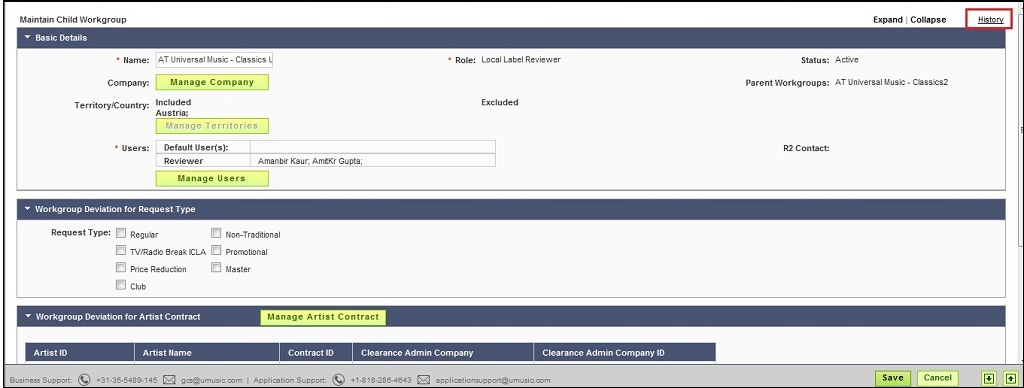 Maintain Child Workgroup
Expand | Collapse
History
Basic Details
* Name: AT Universal Music - Classics U
* Role: Local Label Reviewer
Status: Active
Company: Manage Company
Parent Workgroups: AT Universal Music - Classics2
Territory/Country: Included
Excluded
Austria;
Manage Territories
* Users: Default User(s):
R2 Contact:
Reviewer Amanbir Kaur; AmitKr Gupta;
Manage Users
Workgroup Deviation for Request Type
Request Type: Regular Non-Traditional
TV/Radio Break ICLA Promotional
Price Reduction Master
Club
Workgroup Deviation for Artist Contract
Manage Artist Contract
Artist ID Artist Name Contract ID Clearance Admin Company Clearance Admin Company ID
Business Support: +31-35-5489-145 gcs@umusic.com | Application Support: +1-818-286-4643 applicationsupport@umusic.com
Save Cancel